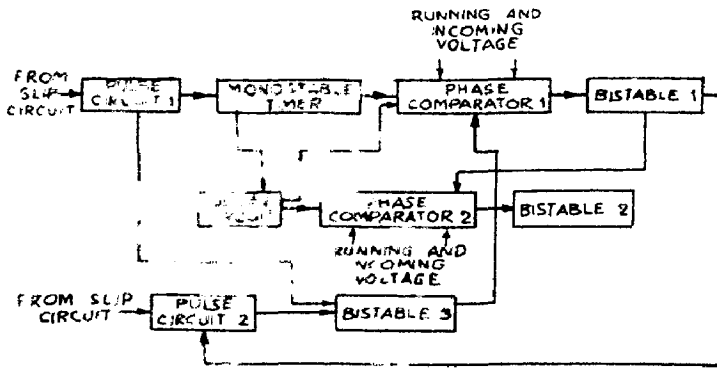 RUNNING AND
INCOMING
VOLTAGE
FROM
SLIP
CIRCUIT
PULSE
CIRCUIT 1
MONOSTABLE
TIMER
PHASE
COMPARATOR 1
BISTABLE 1
PHASE
COMPARATOR 2
BISTABLE 2
RUNNING AND
INCOMING
VOLTAGE
FROM SLIP
CIRCUIT
PULSE
CIRCUIT 2
BISTABLE 3